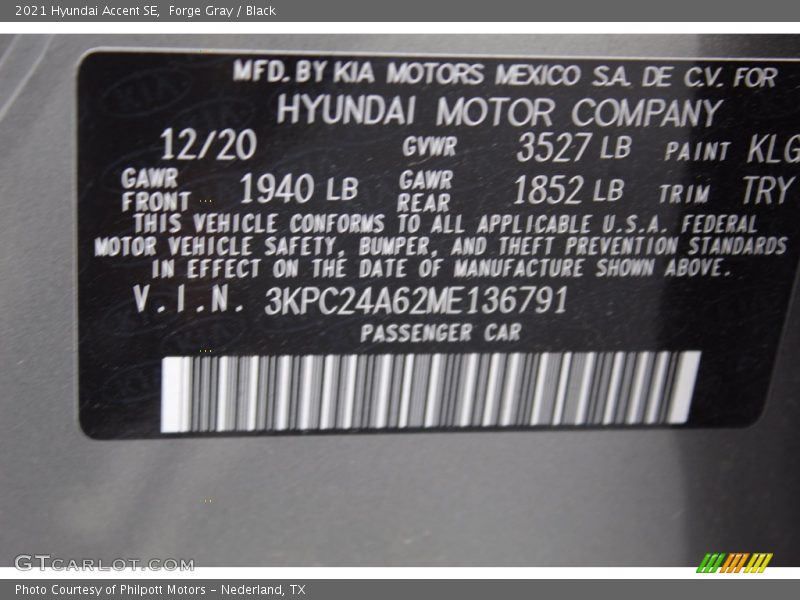 2021 Hyundai Accent SE, Forge Gray / Black
MFD. BY KIA MOTORS MEXICO S.A. DE C.V. FOR
HYUNDAI MOTOR COMPANY
12/20 GVWR 3527 LB PAINT KLG
GAWR FRONT 1940 LB GAWR REAR 1852 LB TRIM TRY
THIS VEHICLE CONFORMS TO ALL APPLICABLE U.S.A. FEDERAL
MOTOR VEHICLE SAFETY, BUMPER, AND THEFT PREVENTION STANDARDS
IN EFFECT ON THE DATE OF MANUFACTURE SHOWN ABOVE.
V.I.N. 3KPC24A62ME136791
PASSENGER CAR
GTCARLOT.COM
Photo Courtesy of Philpott Motors - Nederland, TX